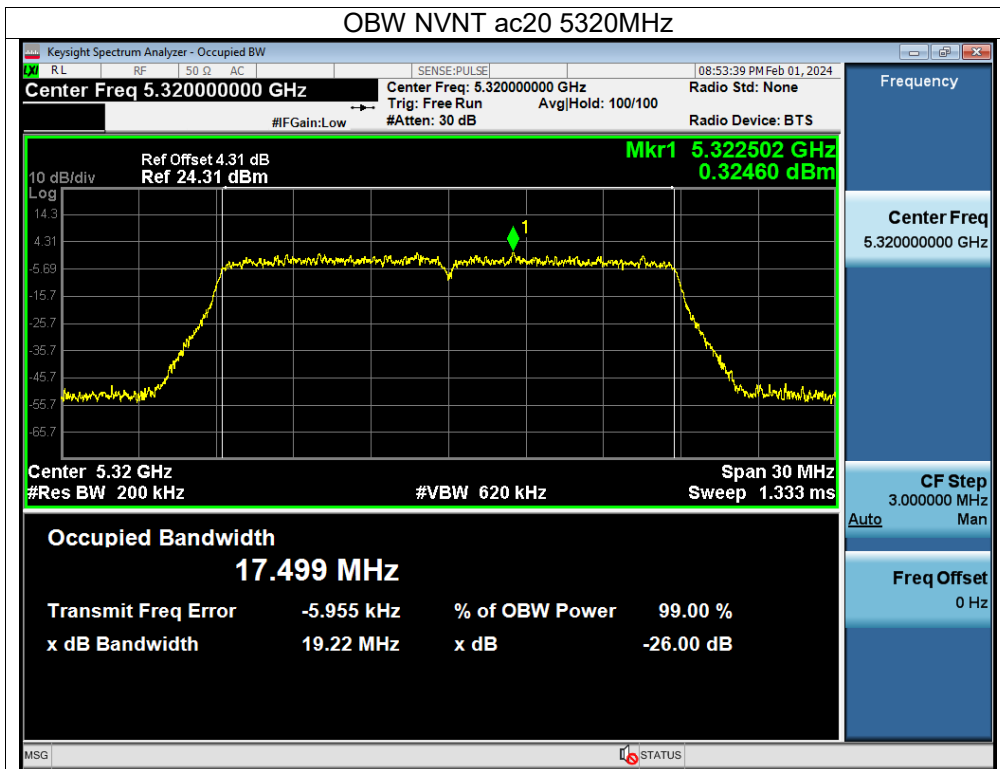 OBW NVNT ac20 5320MHz
Keysight Spectrum Analyzer - Occupied BW
LXI RL RF 50 Ω AC SENSE:PULSE 08:53:39 PM Feb 01, 2024
Center Freq 5.320000000 GHz
Center Freq: 5.320000000 GHz Radio Std: None
Trig: Free Run Avg|Hold: 100/100
#IFGain:Low #Atten: 30 dB Radio Device: BTS
Frequency
Mkr1 5.322502 GHz
0.32460 dBm
Ref Offset 4.31 dB
10 dB/div Ref 24.31 dBm
Log
14.3
4.31
-5.69
-15.7
-25.7
-35.7
-45.7
-55.7
-65.7
1
Center 5.32 GHz Span 30 MHz
#Res BW 200 kHz #VBW 620 kHz Sweep 1.333 ms
Center Freq
5.320000000 GHz
CF Step
3.000000 MHz
Auto Man
Freq Offset
0 Hz
Occupied Bandwidth
17.499 MHz
Transmit Freq Error -5.955 kHz % of OBW Power 99.00 %
x dB Bandwidth 19.22 MHz x dB -26.00 dB
MSG STATUS